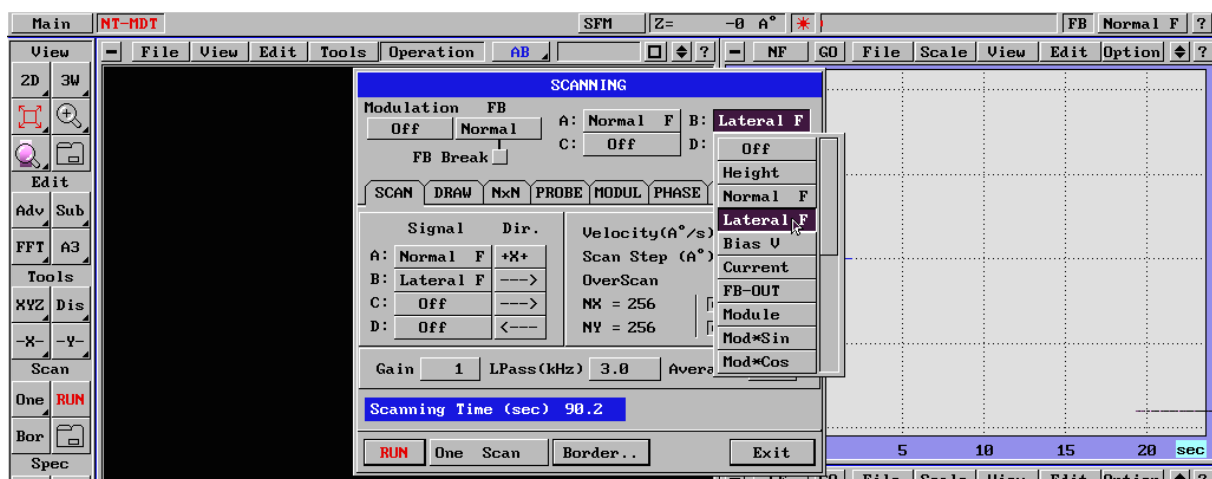 Main NT-MDT SFM Z= -0 A° FB Normal F ?
View - File View Edit Tools Operation AB ? - NF GO File Scale View Edit Option ?
2D 3W
SCANNING
Modulation FB
Off Normal
A: Normal F B: Lateral F
C: Off D:
FB Break
Off
Height
Normal F
Lateral F
Bias V
Current
FB-OUT
Module
Mod*Sin
Mod*Cos
Edit
Adv Sub
FFT A3
Tools
XYZ Dis
-X- -Y-
Scan
One RUN
Bor
Spec
SCAN DRAW NxN PROBE MODUL PHASE
Signal Dir.
A: Normal F +X+
B: Lateral F --->
C: Off --->
D: Off <---
Velocity(A°/s)
Scan Step (A°)
OverScan
NX = 256
NY = 256
Gain 1 LPass(kHz) 3.0 Avera
Scanning Time (sec) 90.2
RUN One Scan Border.. Exit
5 10 15 20 sec